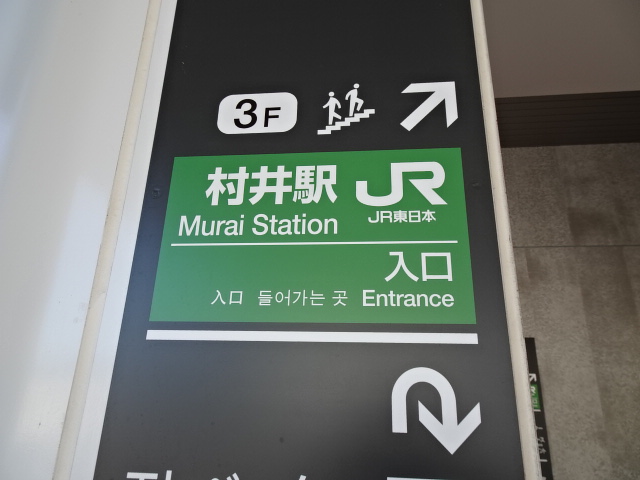 3F
村井駅 JR
Murai Station JR東日本
入口
入口 들어가는 곳 Entrance